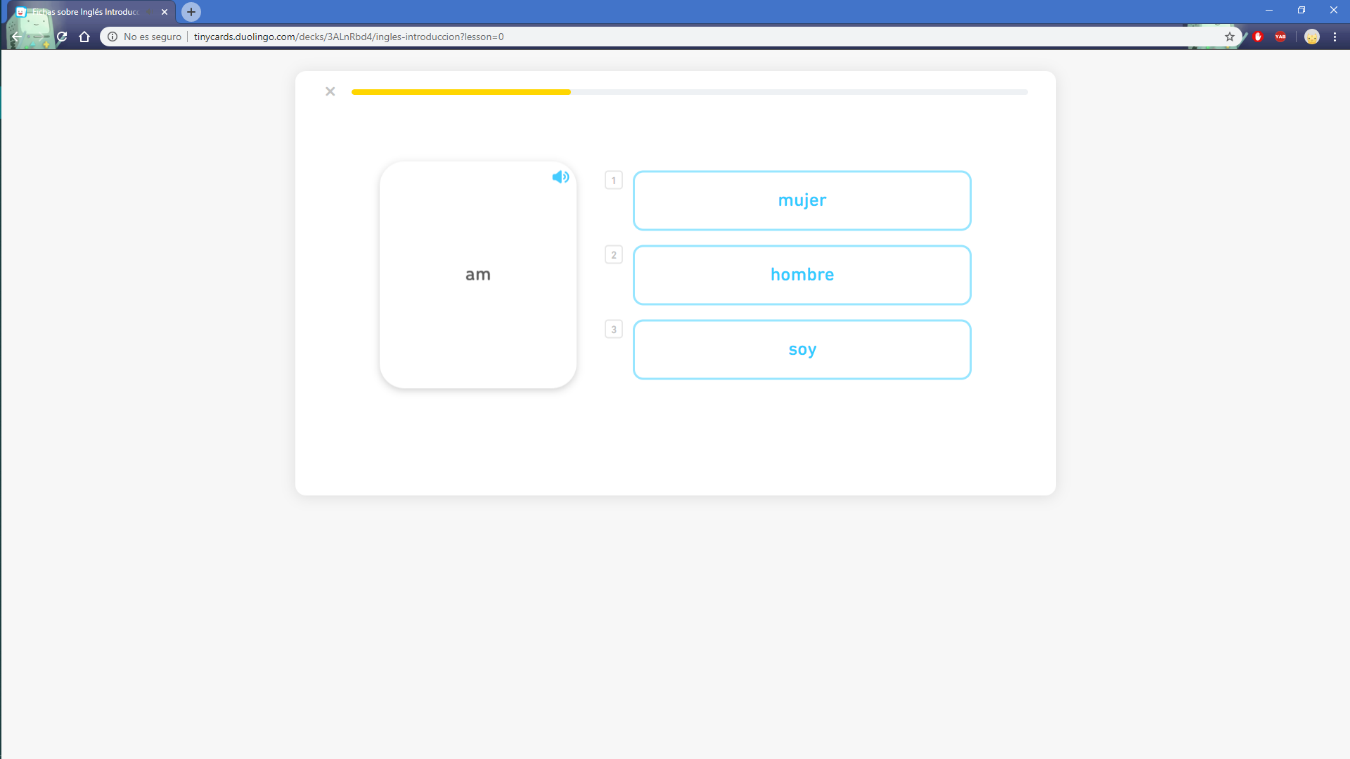 Fichas sobre Inglés Introducc
No es seguro
tinycards.duolingo.com/decks/3ALnRbd4/ingles-introduccion?lesson=0
am
1
mujer
2
hombre
3
soy